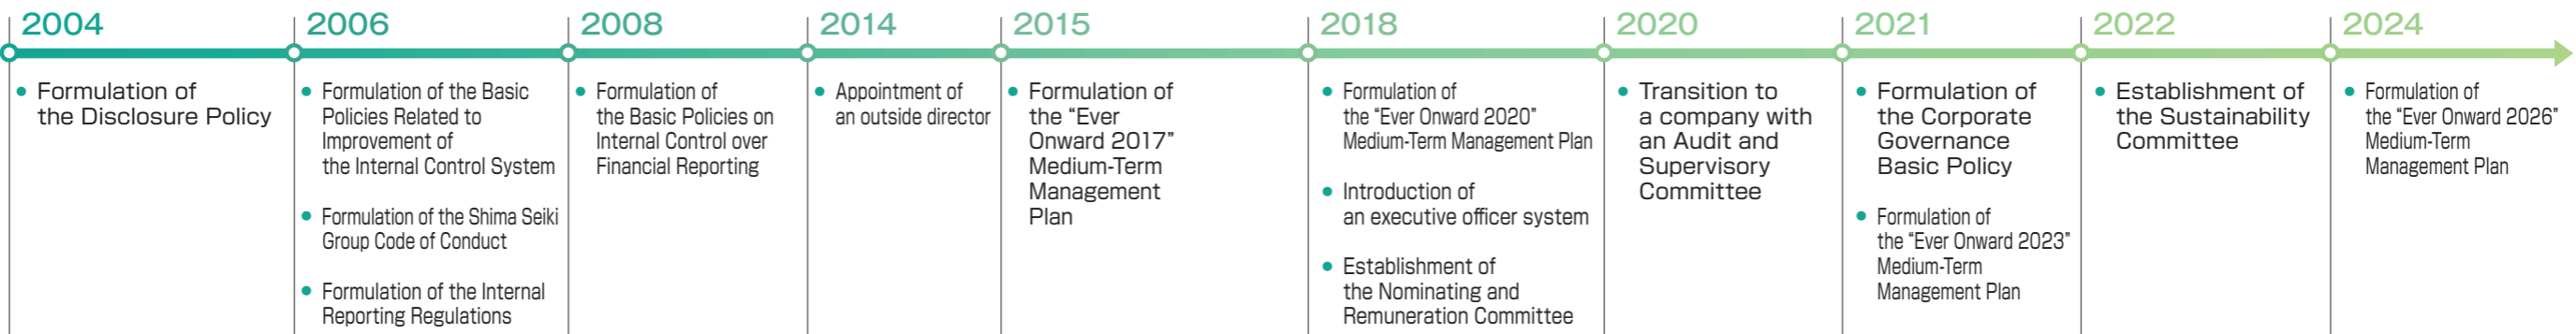 2004
• Formulation of
the Disclosure Policy
2006
• Formulation of the Basic
Policies Related to
Improvement of
the Internal Control System
• Formulation of the Shima Seiki
Group Code of Conduct
• Formulation of the Internal
Reporting Regulations
2008
• Formulation of
the Basic Policies on
Internal Control over
Financial Reporting
2014
• Appointment of
an outside director
2015
• Formulation of
the “Ever
Onward 2017”
Medium-Term
Management
Plan
2018
• Formulation of
the “Ever Onward 2020”
Medium-Term Management Plan
• Introduction of
an executive officer system
• Establishment of
the Nominating and
Remuneration Committee
2020
• Transition to
a company with
an Audit and
Supervisory
Committee
2021
• Formulation of
the Corporate
Governance
Basic Policy
• Formulation of
the “Ever Onward 2023”
Medium-Term
Management Plan
2022
• Establishment of
the Sustainability
Committee
2024
• Formulation of
the “Ever Onward 2026”
Medium-Term
Management Plan